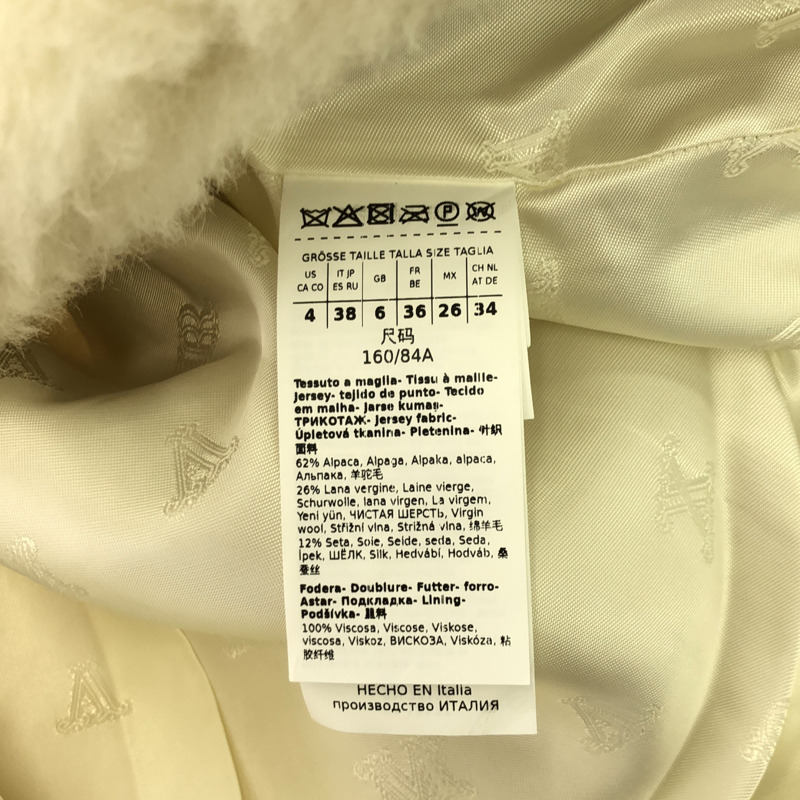 GRÖSSE TAILLE TALLA SIZE TAGLIA
US CA CO | IT JP ES RU | GB | FR BE | MX | CH NL AT DE
4 | 38 | 6 | 36 | 26 | 34
尺码
160/84A
Tessuto a maglia- Tissu à maille-
Jersey- tejido de punto- Tecido
em malha- Jarse kumaş-
ТРИКОТАЖ- Jersey fabric-
Úpletová tkanina- Pletenina- 叶织
面料
62% Alpaca, Alpaga, Alpaka, alpaca,
Альпака, 羊驼毛
26% Lana vergine, Laine vierge,
Schurwolle, lana virgen, La virgem,
Yeni yün, ЧИСТАЯ ШЕРСТЬ, Virgin
wool, Střižní vlna, Strižná vlna, 绵羊毛
12% Seta, Soie, Seide, seda, Seda,
İpek, ШЁЛК, Silk, Hedvábí, Hodváb, 桑
蚕丝
Fodera- Doublure- Futter- forro-
Astar- Подкладка- Lining-
Podšívka- 里料
100% Viscosa, Viscose, Viskose,
viscosa, Viskoz, ВИСКОЗА, Viskóza, 粘
胶纤维
HECHO EN Italia
производство ИТАЛИЯ